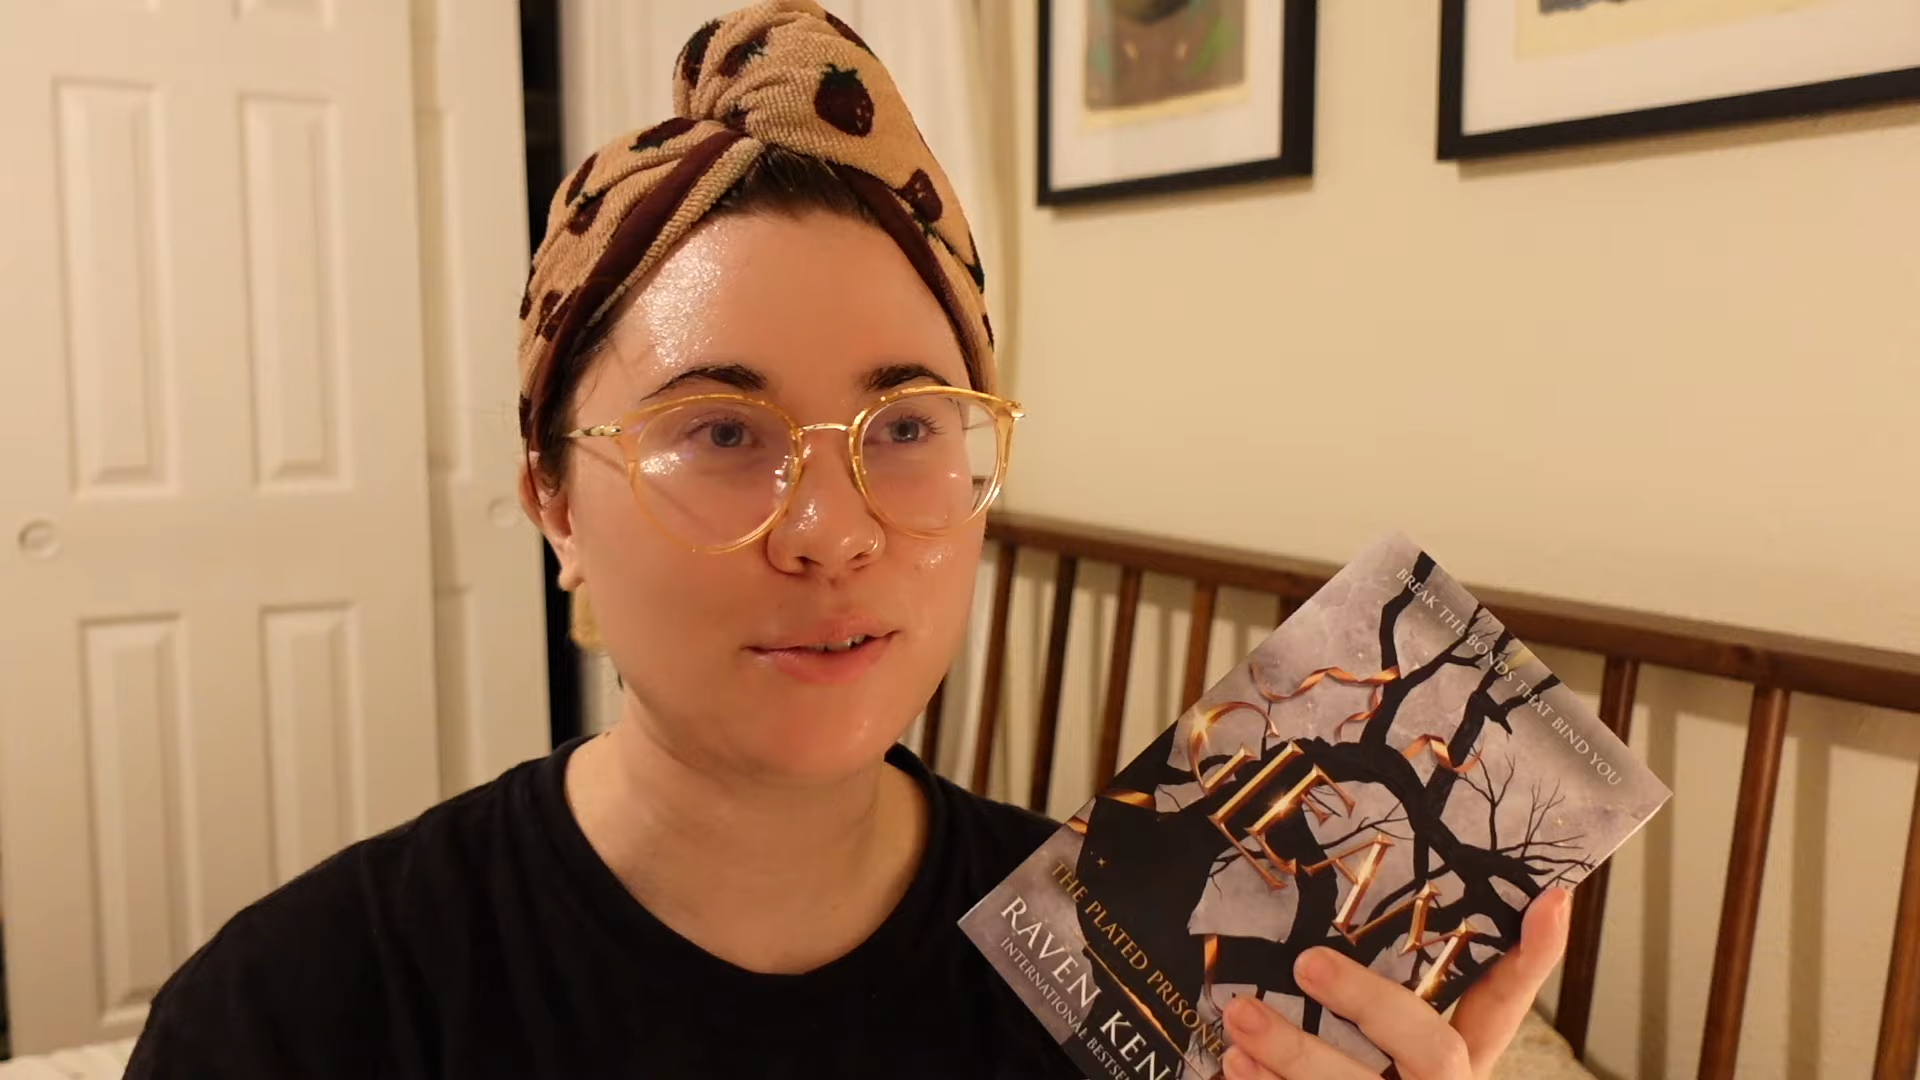 BREAK THE BONDS THAT BIND YOU
GLEAM
THE PLATED PRISONE
RAVEN KEN
INTERNATIONAL BESTSE